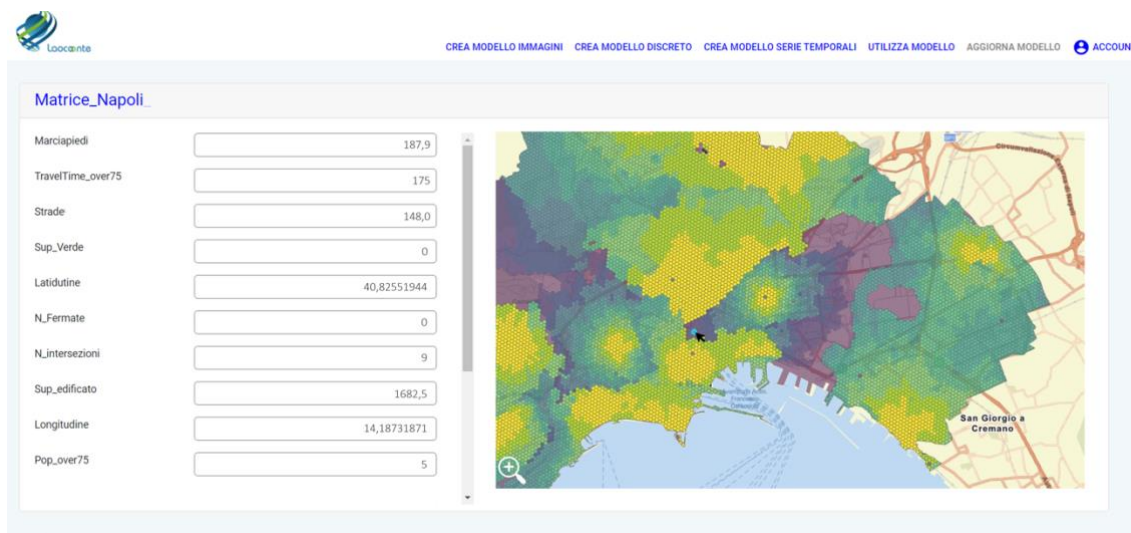 Laocoonte
CREA MODELLO IMMAGINI CREA MODELLO DISCRETO CREA MODELLO SERIE TEMPORALI UTILIZZA MODELLO AGGIORNA MODELLO ACCOUN
Matrice_Napoli_
Marciapiedi 187,9
TravelTime_over75 175
Strade 148,0
Sup_Verde 0
Latidutine 40,82551944
N_Fermate 0
N_intersezioni 9
Sup_edificato 1682,5
Longitudine 14,18731871
Pop_over75 5
San Giorgio a
Cremano